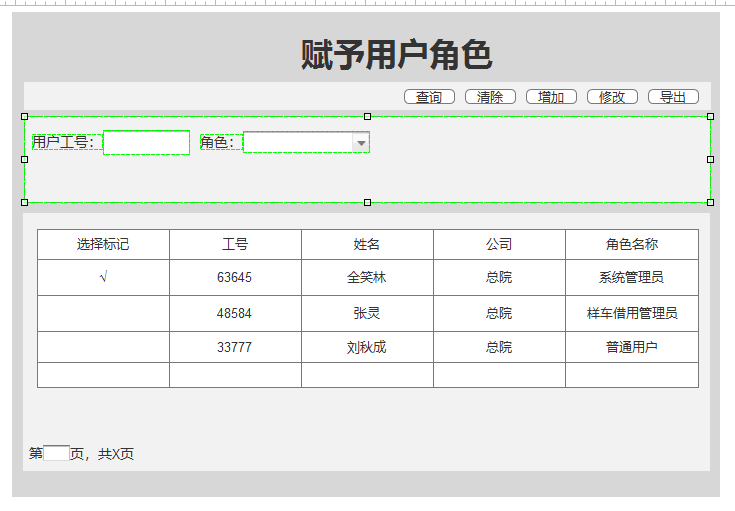 赋予用户角色
查询 清除 增加 修改 导出
用户工号： 角色：
选择标记 工号 姓名 公司 角色名称
√ 63645 全笑林 总院 系统管理员
48584 张灵 总院 样车借用管理员
33777 刘秋成 总院 普通用户
第 页，共X页